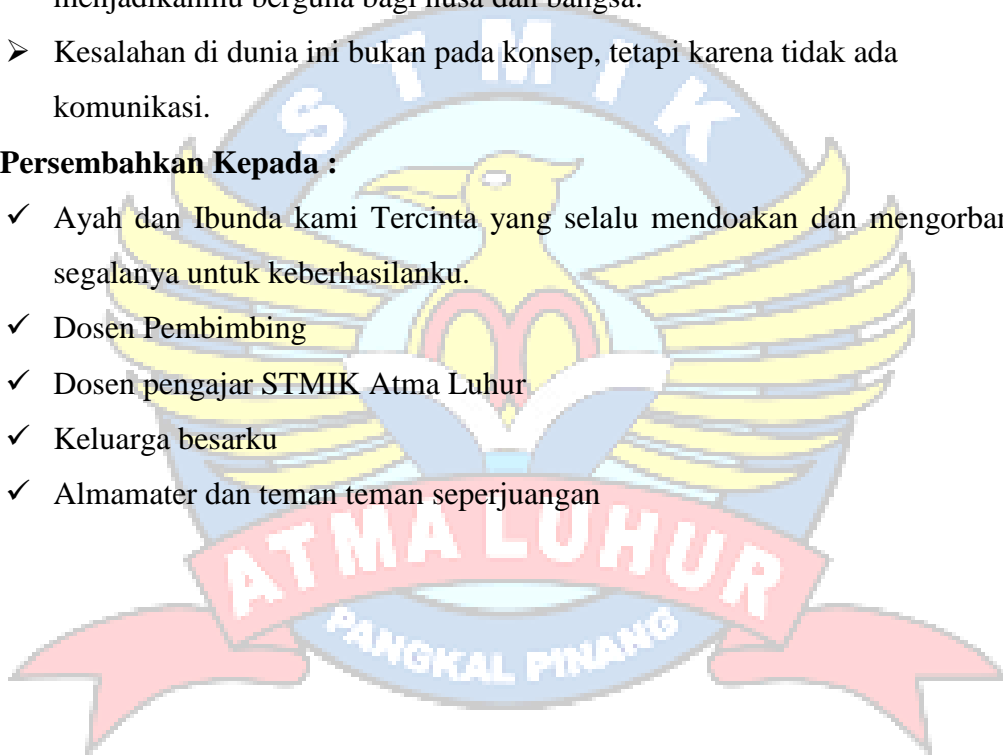 menjadikanmu berguna bagi nusa dan bangsa.
➢ Kesalahan di dunia ini bukan pada konsep, tetapi karena tidak ada
komunikasi.
Persembahkan Kepada :
✓ Ayah dan Ibunda kami Tercinta yang selalu mendoakan dan mengorban
segalanya untuk keberhasilanku.
✓ Dosen Pembimbing
✓ Dosen pengajar STMIK Atma Luhur
✓ Keluarga besarku
✓ Almamater dan teman teman seperjuangan
STMIK
ATMA LUHUR
PANGKAL PINANG